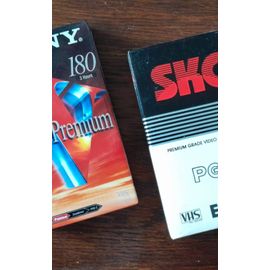 NY
180
3 Hours
Premium
SKC
PREMIUM GRADE VIDEO
PG
VHS
E